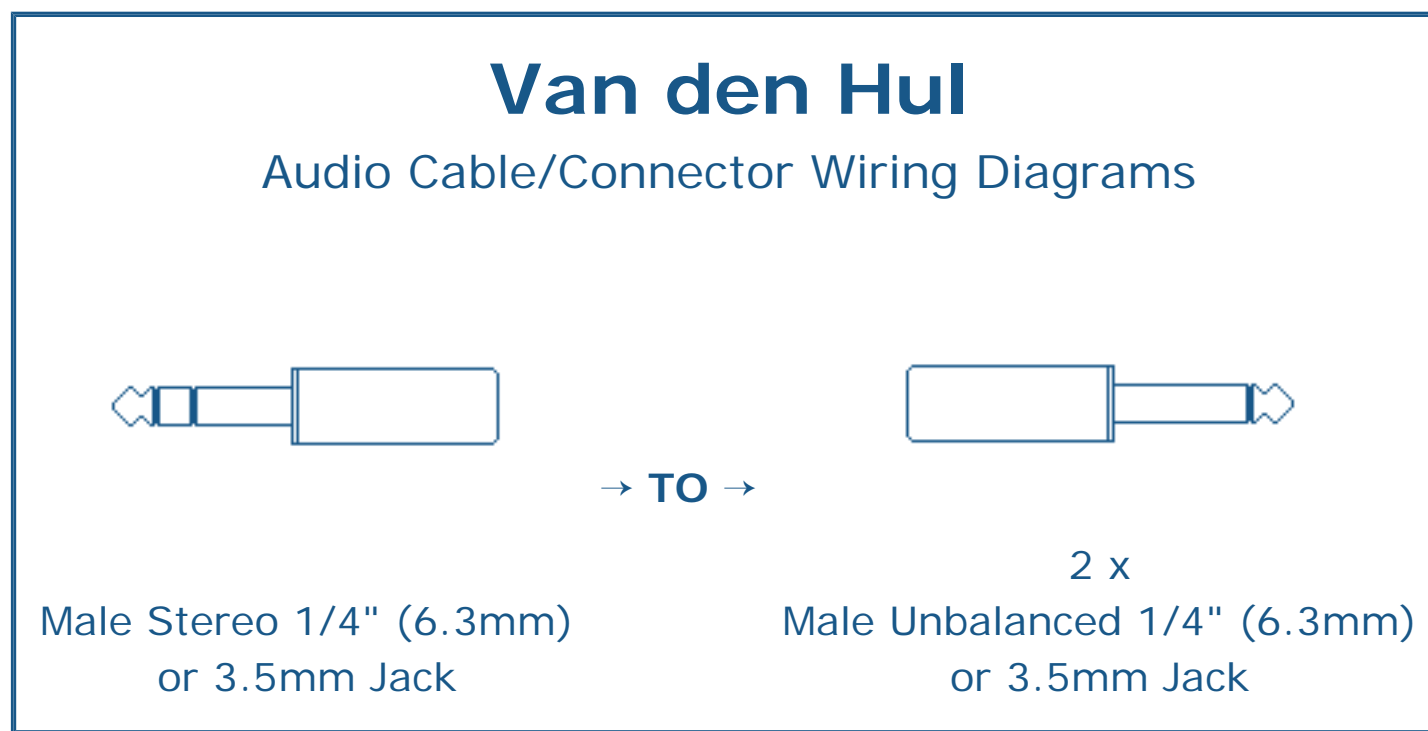 Van den Hul
Audio Cable/Connector Wiring Diagrams
→ TO →
2 x
Male Stereo 1/4" (6.3mm)
or 3.5mm Jack
Male Unbalanced 1/4" (6.3mm)
or 3.5mm Jack